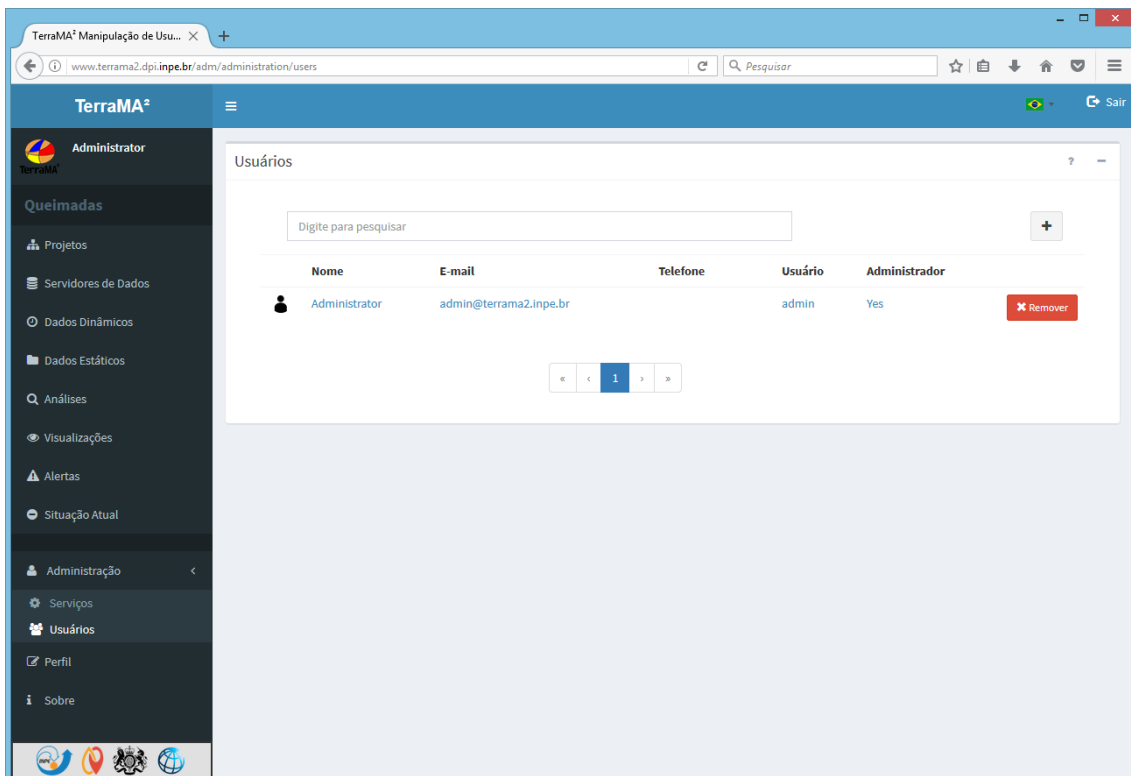 TerraMA² Manipulação de Usu...
www.terrama2.dpi.inpe.br/adm/administration/users
Pesquisar
TerraMA²
Sair
Administrator
TerraMA²
Usuários
Queimadas
Digite para pesquisar
Projetos
Nome E-mail Telefone Usuário Administrador
Servidores de Dados
Administrator admin@terrama2.inpe.br admin Yes Remover
Dados Dinâmicos
Dados Estáticos
« ‹ 1 › »
Análises
Visualizações
Alertas
Situação Atual
Administração
Serviços
Usuários
Perfil
Sobre